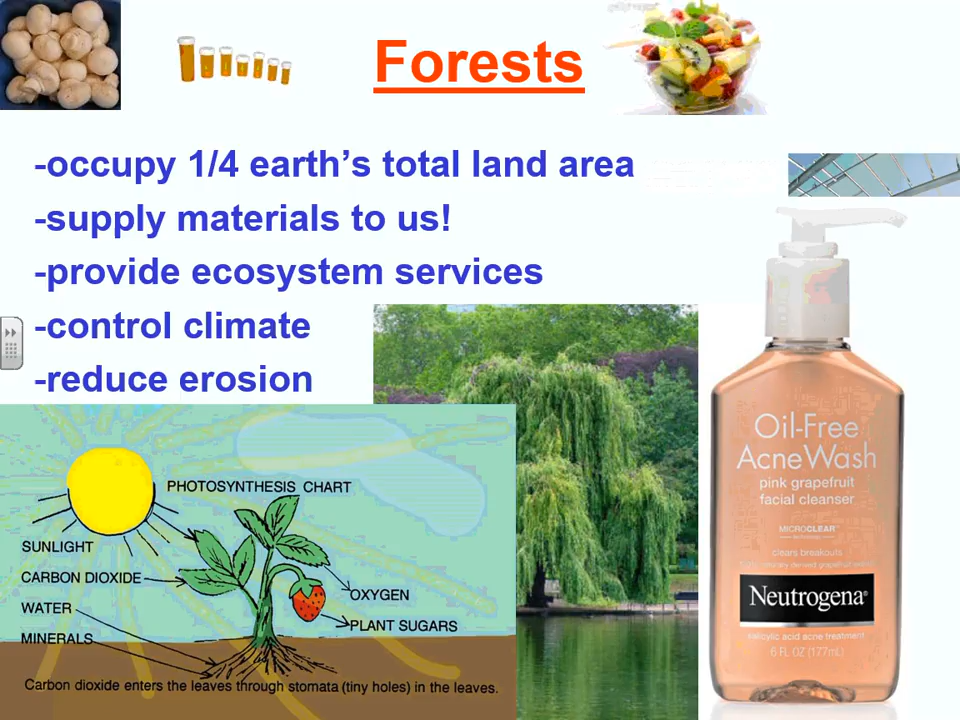 Forests
-occupy 1/4 earth's total land area
-supply materials to us!
-provide ecosystem services
-control climate
-reduce erosion
PHOTOSYNTHESIS CHART
SUNLIGHT
CARBON DIOXIDE
WATER
MINERALS
OXYGEN
PLANT SUGARS
Carbon dioxide enters the leaves through stomata (tiny holes) in the leaves.
Oil-Free
Acne Wash
pink grapefruit
facial cleanser
MICROCLEAR™
technology
clears breakouts
Neutrogena®
salicylic acid acne treatment
6 FL OZ (177mL)